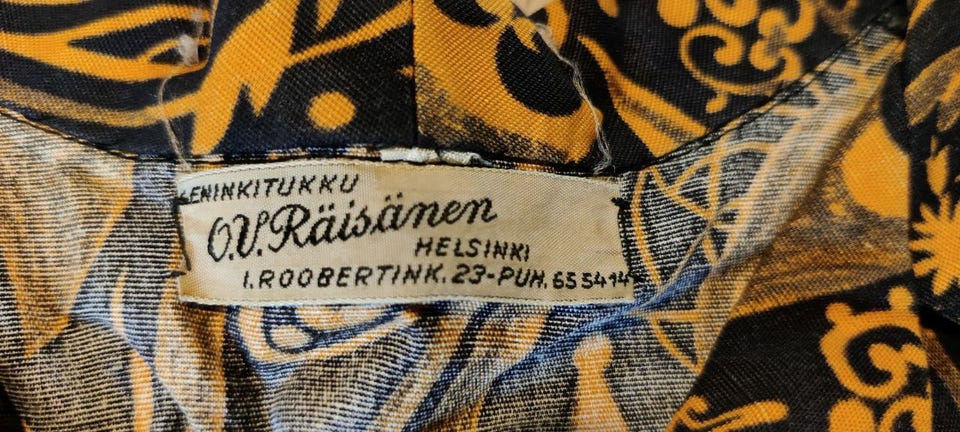 LENINKITUKKU
O.V. Räisänen
HELSINKI
I. ROOBERTINK. 23-PUH. 65 54 14